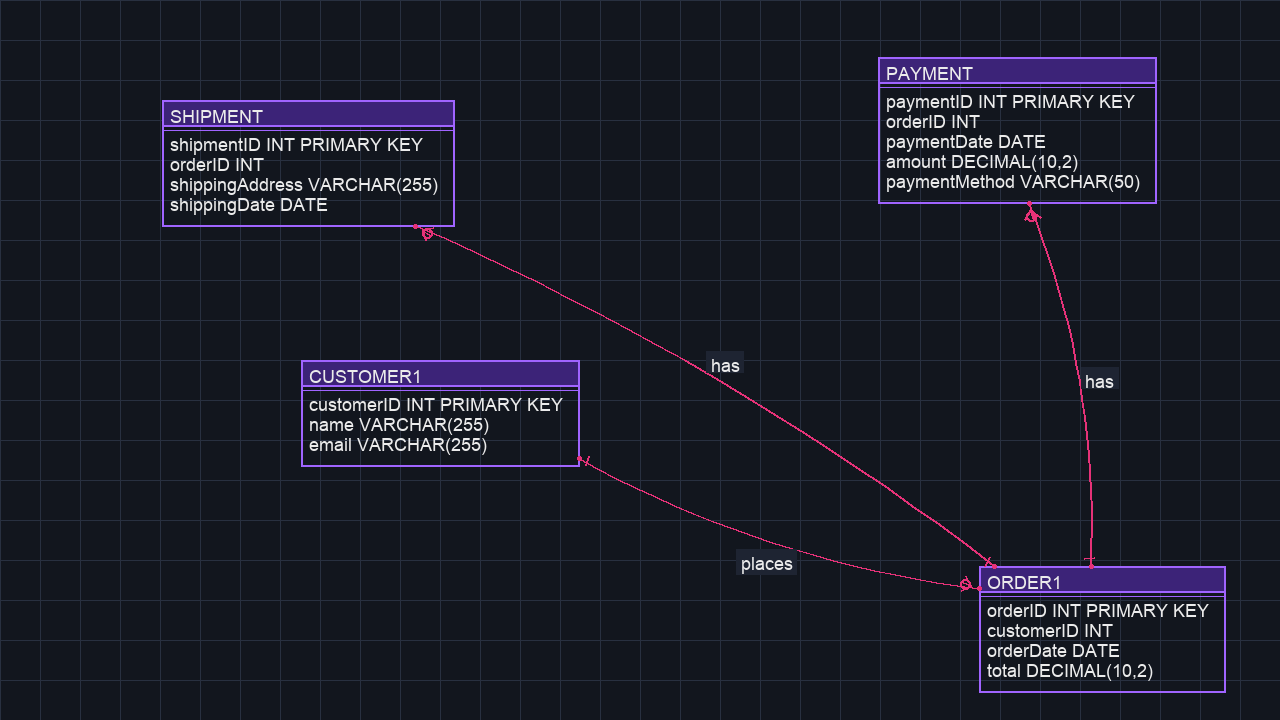 SHIPMENT
shipmentID INT PRIMARY KEY
orderID INT
shippingAddress VARCHAR(255)
shippingDate DATE
PAYMENT
paymentID INT PRIMARY KEY
orderID INT
paymentDate DATE
amount DECIMAL(10,2)
paymentMethod VARCHAR(50)
CUSTOMER1
customerID INT PRIMARY KEY
name VARCHAR(255)
email VARCHAR(255)
has
has
places
ORDER1
orderID INT PRIMARY KEY
customerID INT
orderDate DATE
total DECIMAL(10,2)